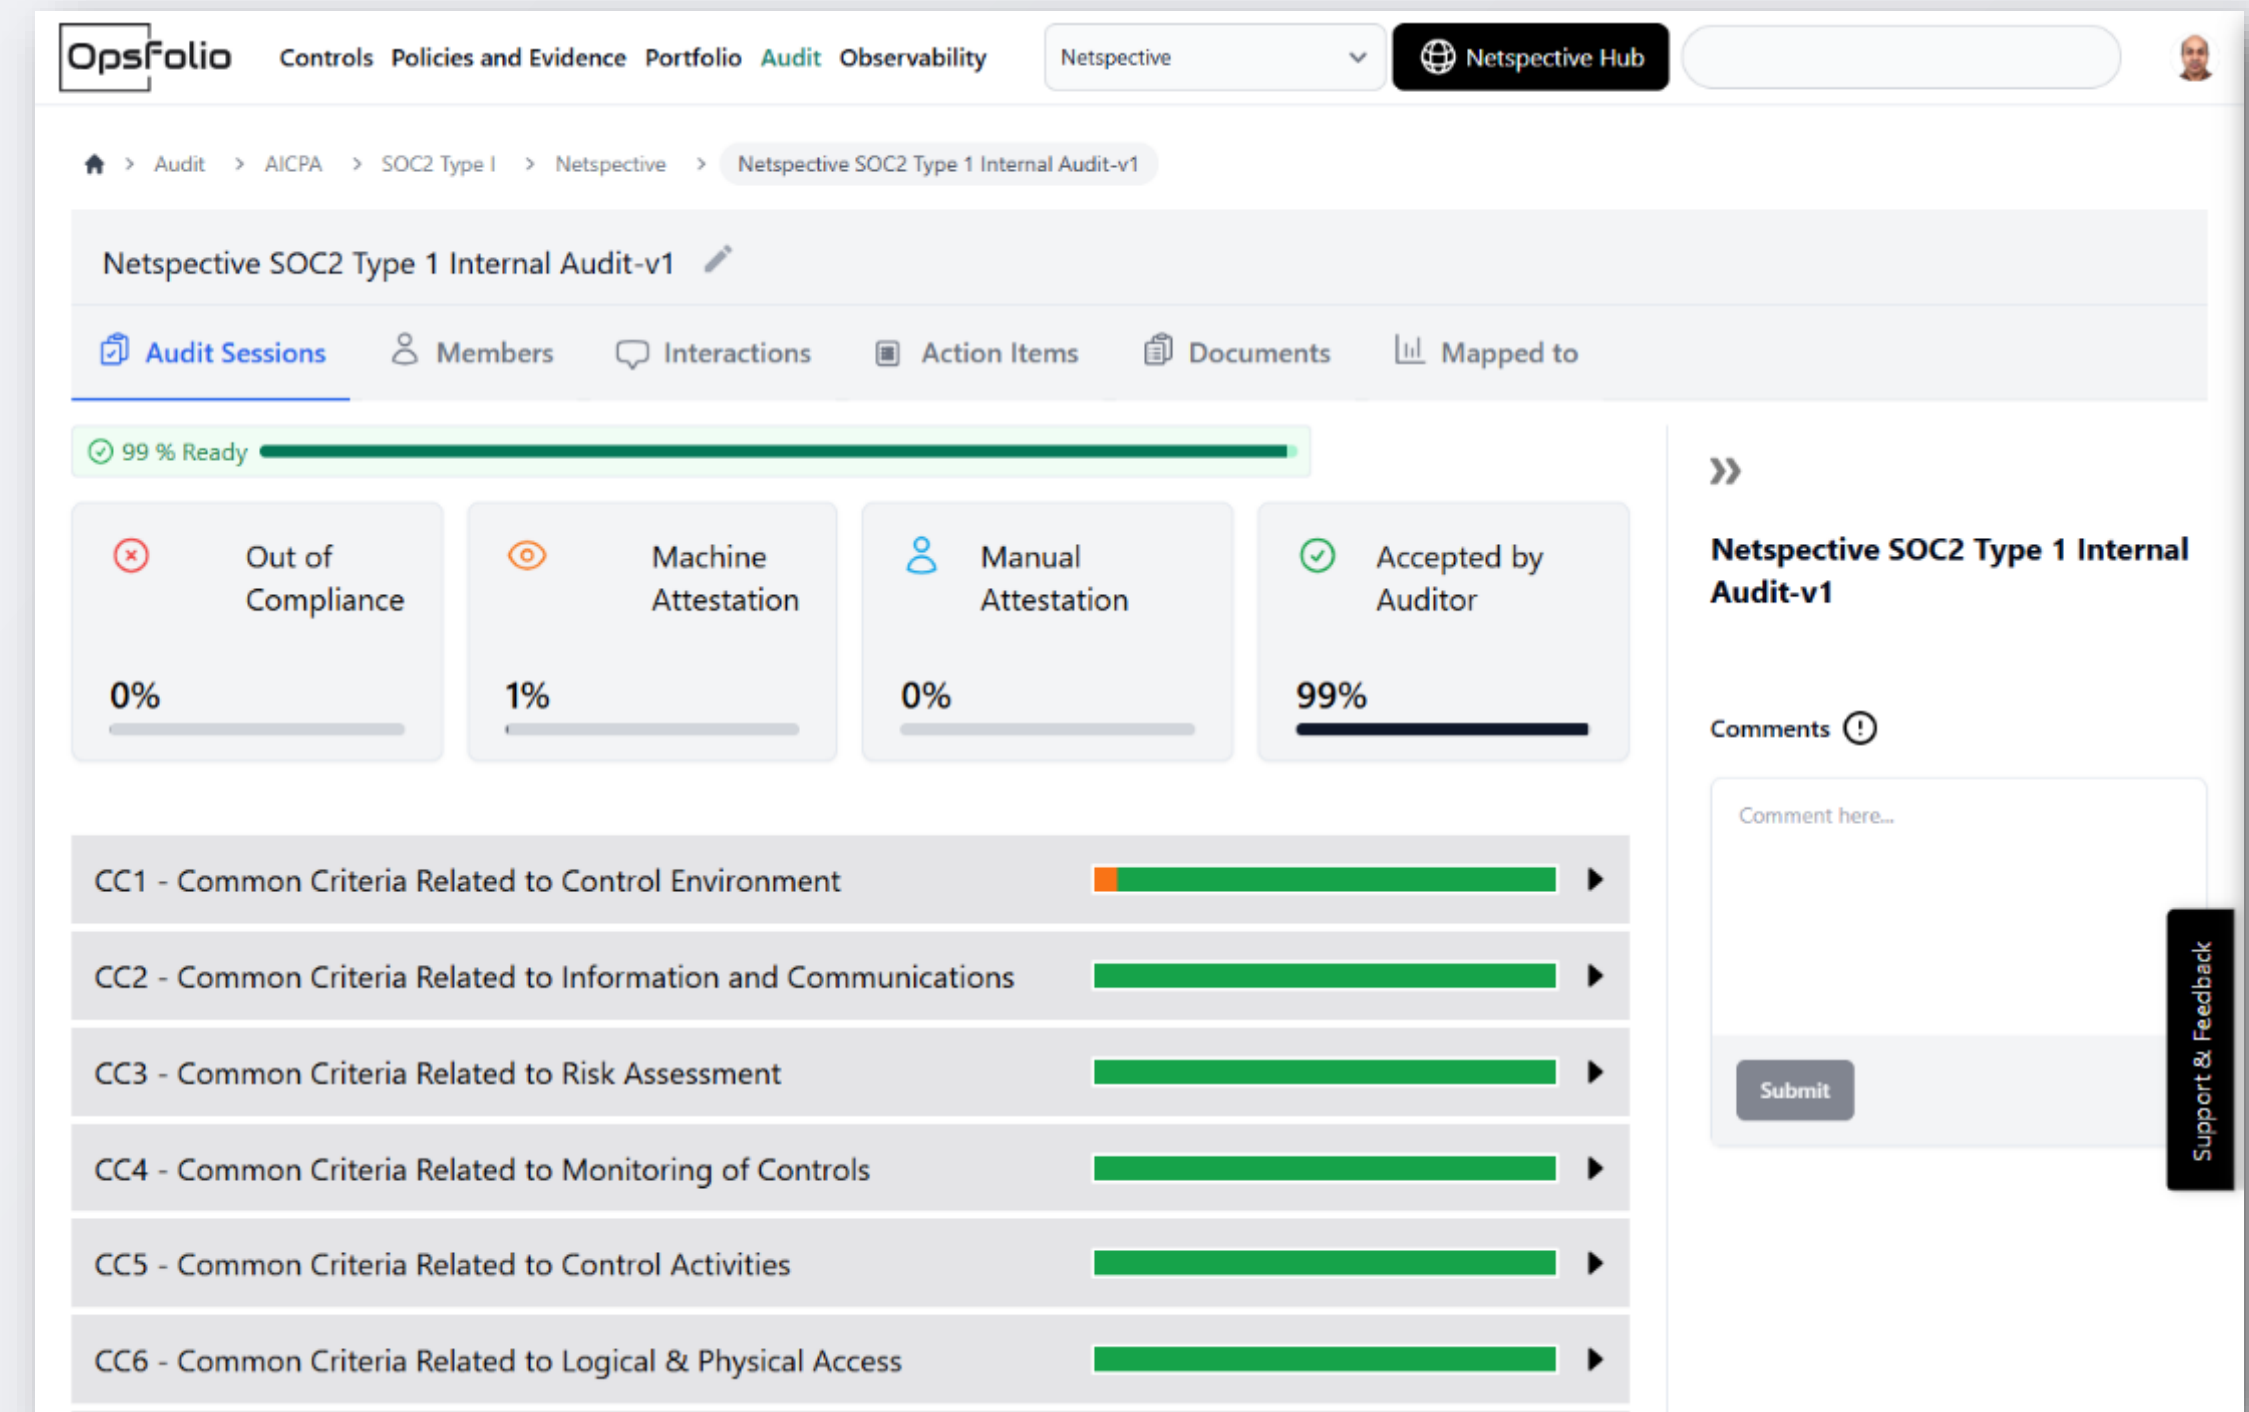 OpsFolio Controls Policies and Evidence Portfolio Audit Observability Netspective Netspective Hub
> Audit > AICPA > SOC2 Type I > Netspective > Netspective SOC2 Type 1 Internal Audit-v1
Netspective SOC2 Type 1 Internal Audit-v1
Audit Sessions Members Interactions Action Items Documents Mapped to
99 % Ready
Out of
Compliance
0%
Machine
Attestation
1%
Manual
Attestation
0%
Accepted by
Auditor
99%
CC1 - Common Criteria Related to Control Environment
CC2 - Common Criteria Related to Information and Communications
CC3 - Common Criteria Related to Risk Assessment
CC4 - Common Criteria Related to Monitoring of Controls
CC5 - Common Criteria Related to Control Activities
CC6 - Common Criteria Related to Logical & Physical Access
Netspective SOC2 Type 1 Internal
Audit-v1
Comments
Comment here...
Submit
Support & Feedback